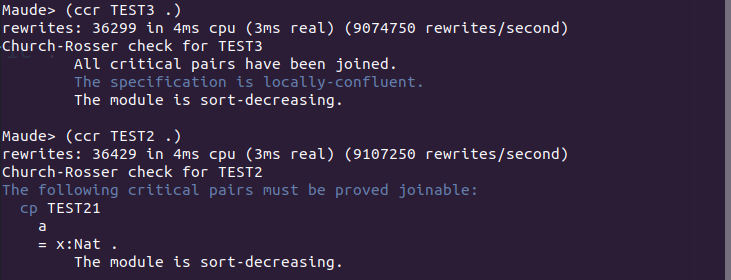 Maude> (ccr TEST3 .)
rewrites: 36299 in 4ms cpu (3ms real) (9074750 rewrites/second)
Church-Rosser check for TEST3
All critical pairs have been joined.
The specification is locally-confluent.
The module is sort-decreasing.
Maude> (ccr TEST2 .)
rewrites: 36429 in 4ms cpu (3ms real) (9107250 rewrites/second)
Church-Rosser check for TEST2
The following critical pairs must be proved joinable:
cp TEST21
a
= x:Nat .
The module is sort-decreasing.